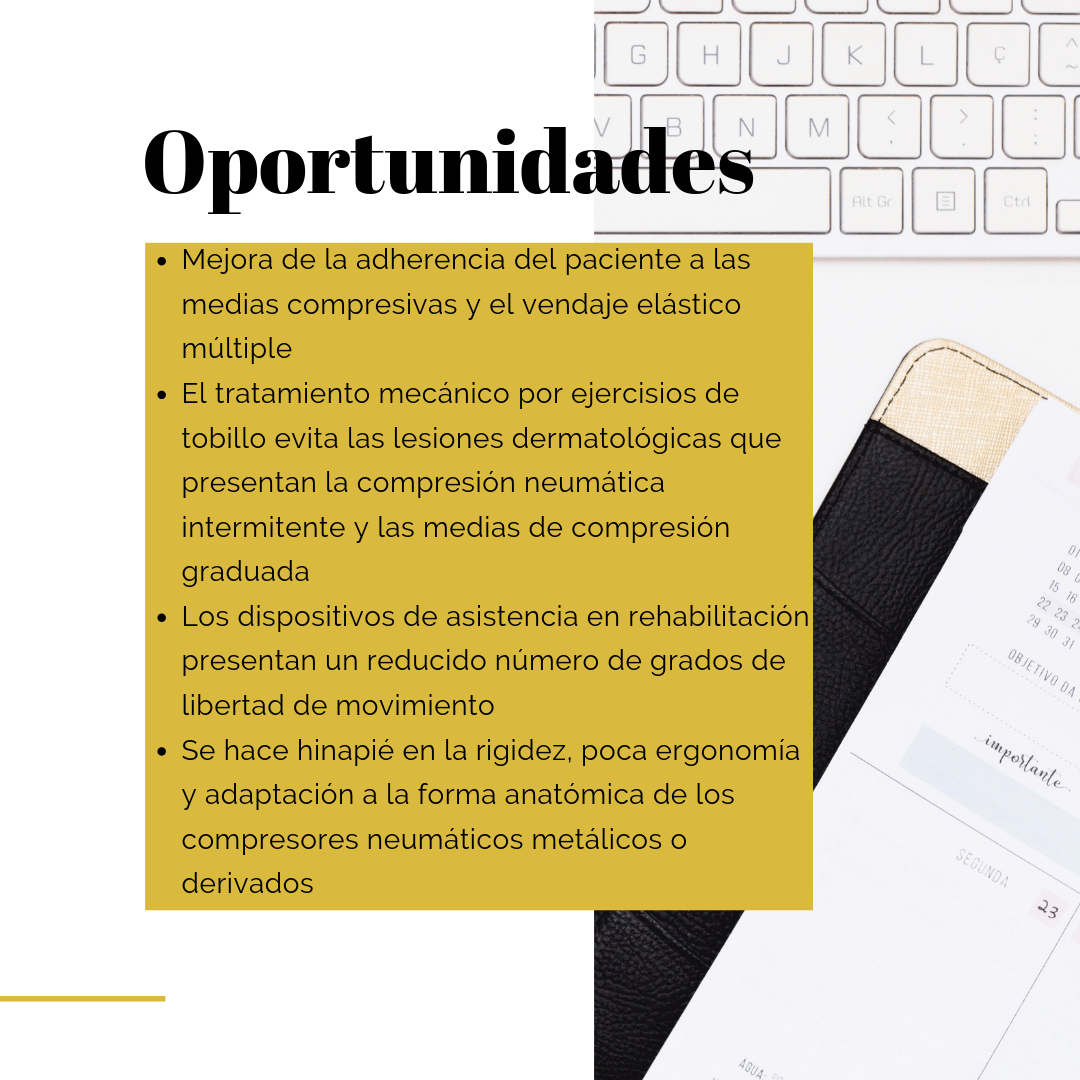 G H J K L Ç ^ ~
V B N M < , > . : ;
Alt Gr Ctrl
Oportunidades
• Mejora de la adherencia del paciente a las
medias compresivas y el vendaje elástico
múltiple
• El tratamiento mecánico por ejercisios de
tobillo evita las lesiones dermatológicas que
presentan la compresión neumática
intermitente y las medias de compresión
graduada
• Los dispositivos de asistencia en rehabilitación
presentan un reducido número de grados de
libertad de movimiento
• Se hace hinapié en la rigidez, poca ergonomía
y adaptación a la forma anatómica de los
compresores neumáticos metálicos o
derivados
01
08
15 16
22 23
29 30 31
OBJETIVO DA
importante
SEGUNDA
23
AGUA: